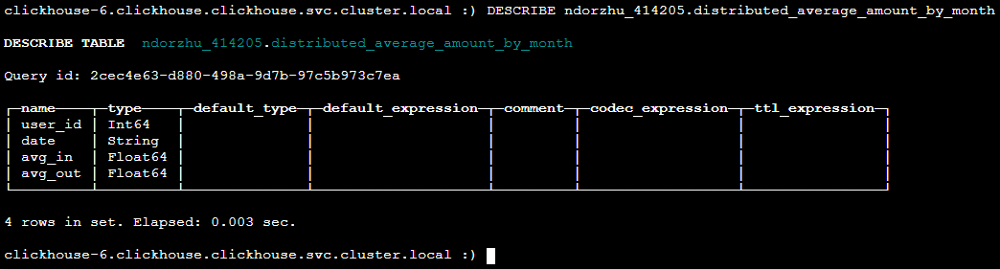 clickhouse-6.clickhouse.clickhouse.svc.cluster.local :) DESCRIBE ndorzhu_414205.distributed_average_amount_by_month
DESCRIBE TABLE ndorzhu_414205.distributed_average_amount_by_month
Query id: 2cec4e63-d880-498a-9d7b-97c5b973c7ea
name type default_type default_expression comment codec_expression ttl_expression
user_id Int64
date String
avg_in Float64
avg_out Float64
4 rows in set. Elapsed: 0.003 sec.
clickhouse-6.clickhouse.clickhouse.svc.cluster.local :)